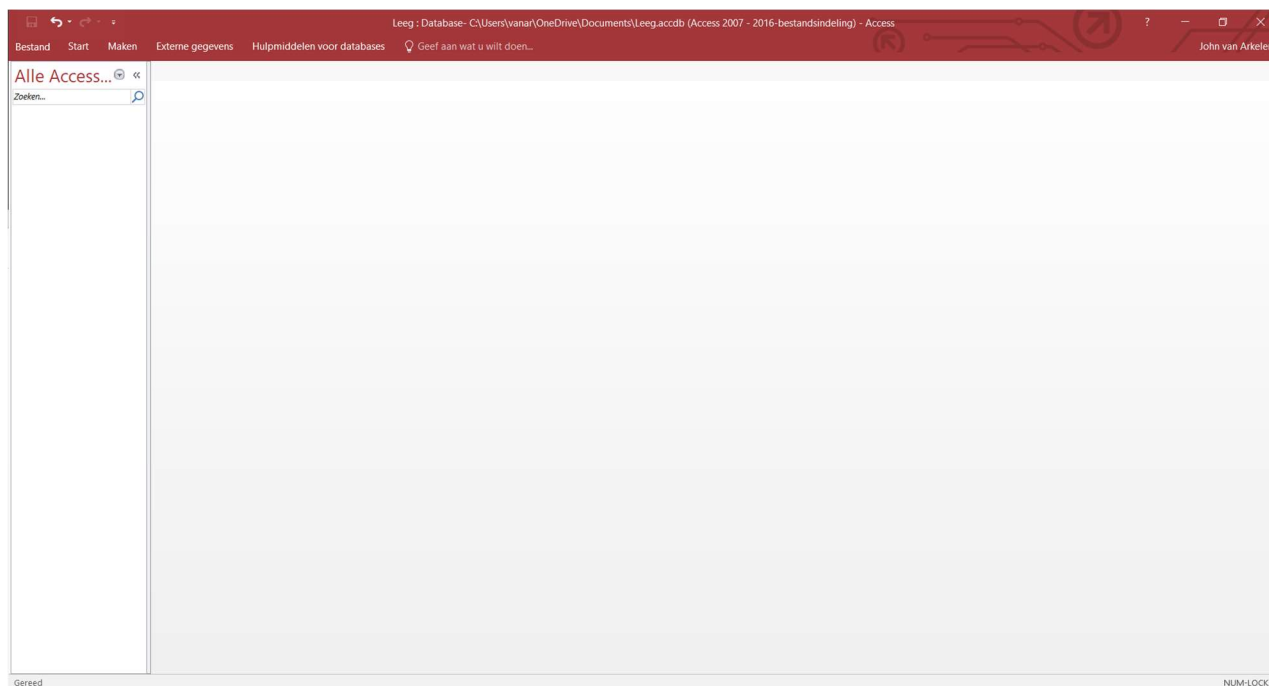 Leeg : Database- C:\Users\vanar\OneDrive\Documents\Leeg.accdb (Access 2007 - 2016-bestandsindeling) - Access
?
Bestand Start Maken Externe gegevens Hulpmiddelen voor databases Geef aan wat u wilt doen... John van Arkele
Alle Access... «
Zoeken...
Gereed NUM-LOCK